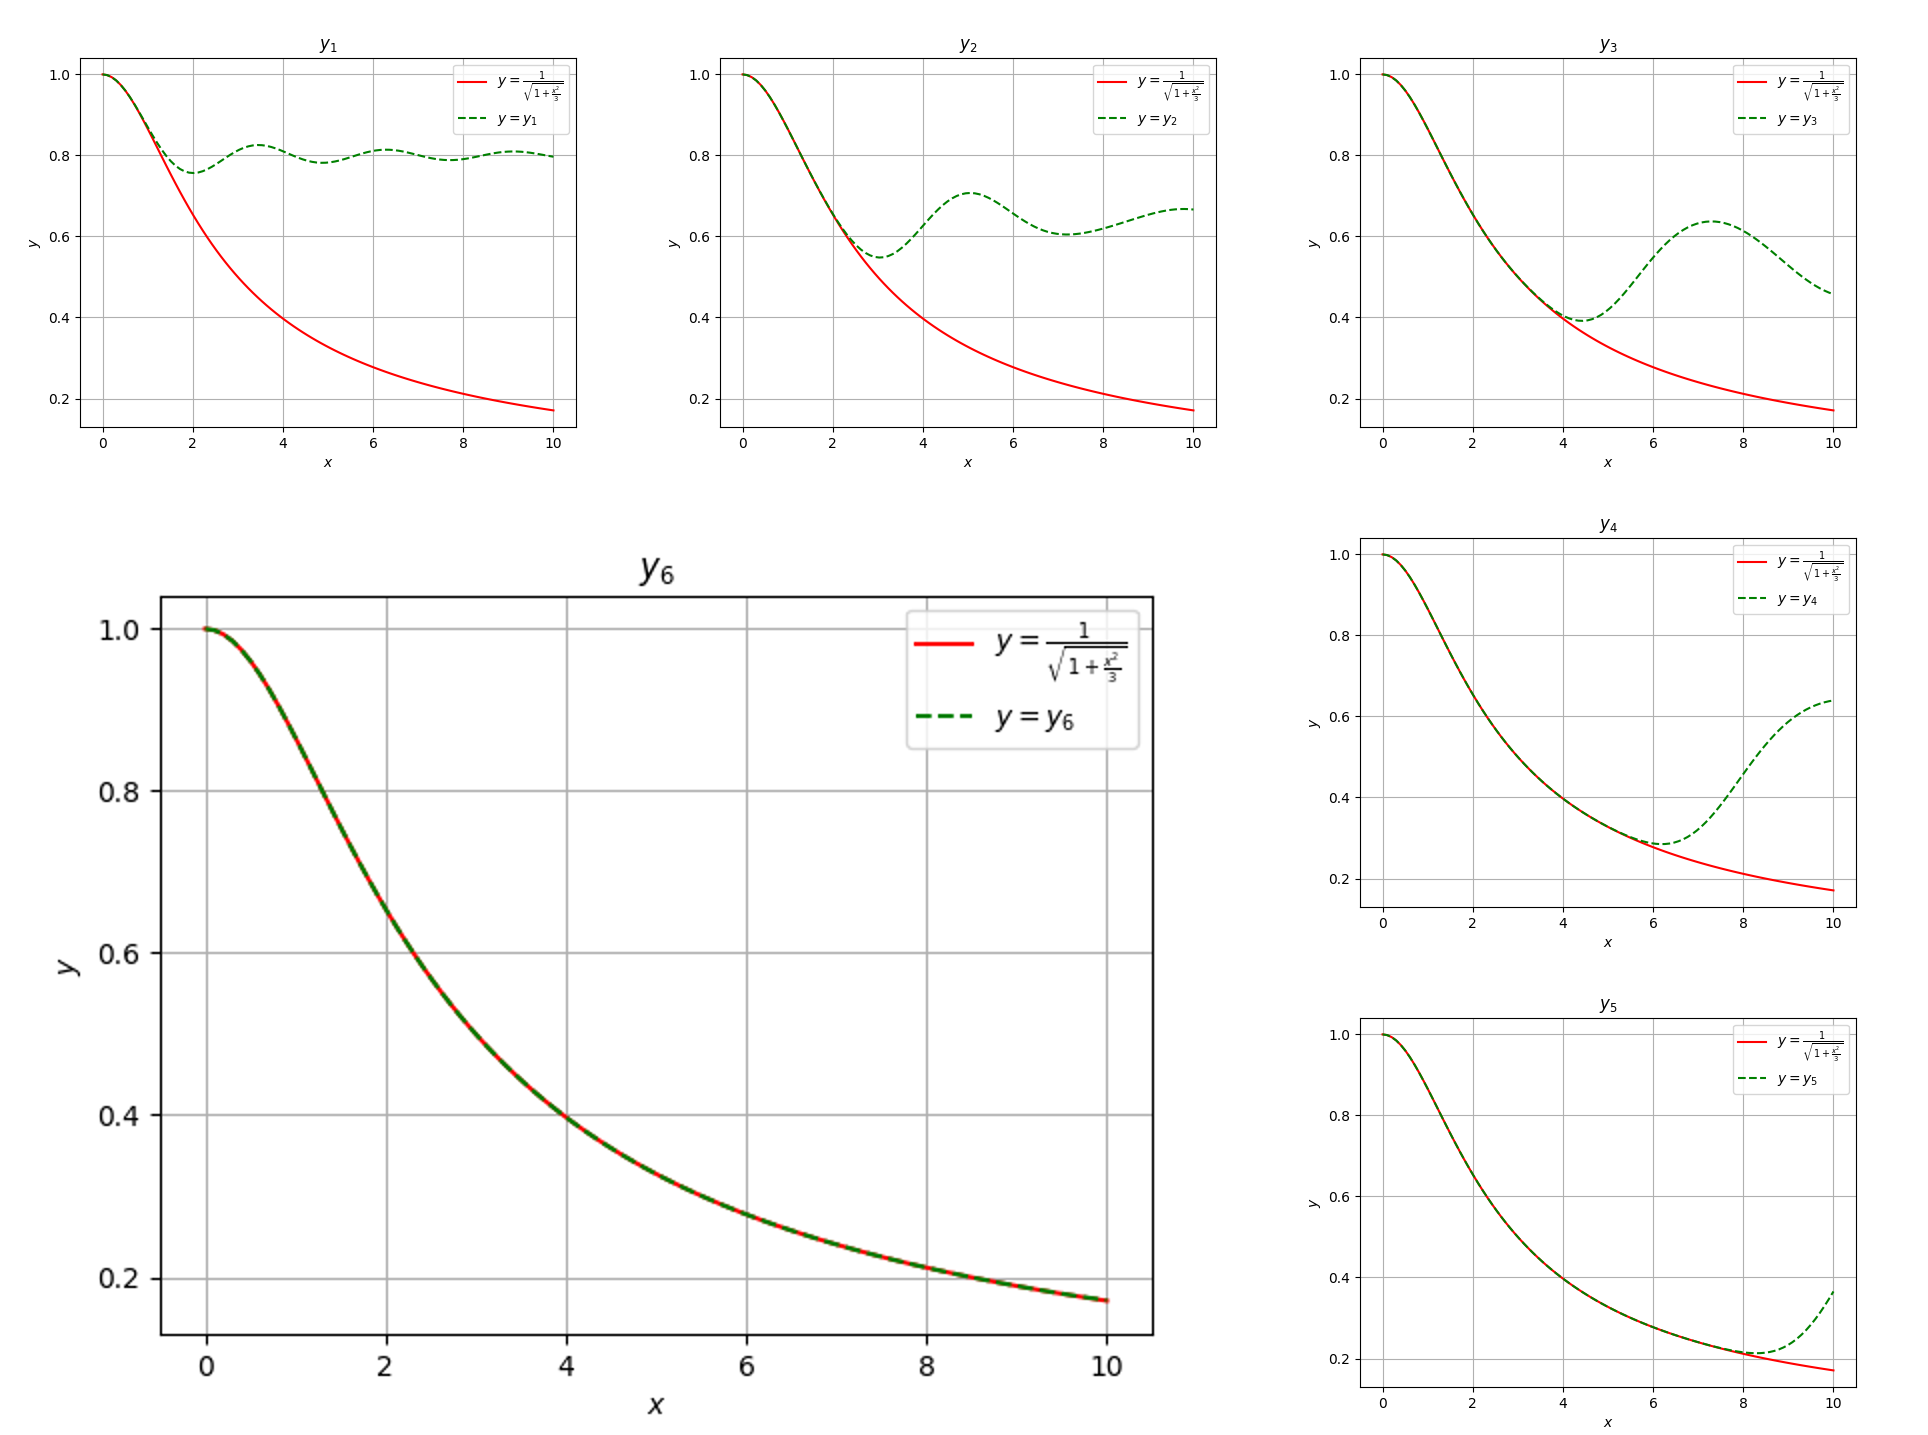 y₁
1.0
0.8
0.6
0.4
0.2
y
0 2 4 6 8 10
x
y = 1/√(1+x²/3)
y = y₁
y₂
1.0
0.8
0.6
0.4
0.2
y
0 2 4 6 8 10
x
y = 1/√(1+x²/3)
y = y₂
y₃
1.0
0.8
0.6
0.4
0.2
y
0 2 4 6 8 10
x
y = 1/√(1+x²/3)
y = y₃
y₆
1.0
0.8
0.6
0.4
0.2
y
0 2 4 6 8 10
x
y = 1/√(1+x²/3)
y = y₆
y₄
1.0
0.8
0.6
0.4
0.2
y
0 2 4 6 8 10
x
y = 1/√(1+x²/3)
y = y₄
y₅
1.0
0.8
0.6
0.4
0.2
y
0 2 4 6 8 10
x
y = 1/√(1+x²/3)
y = y₅